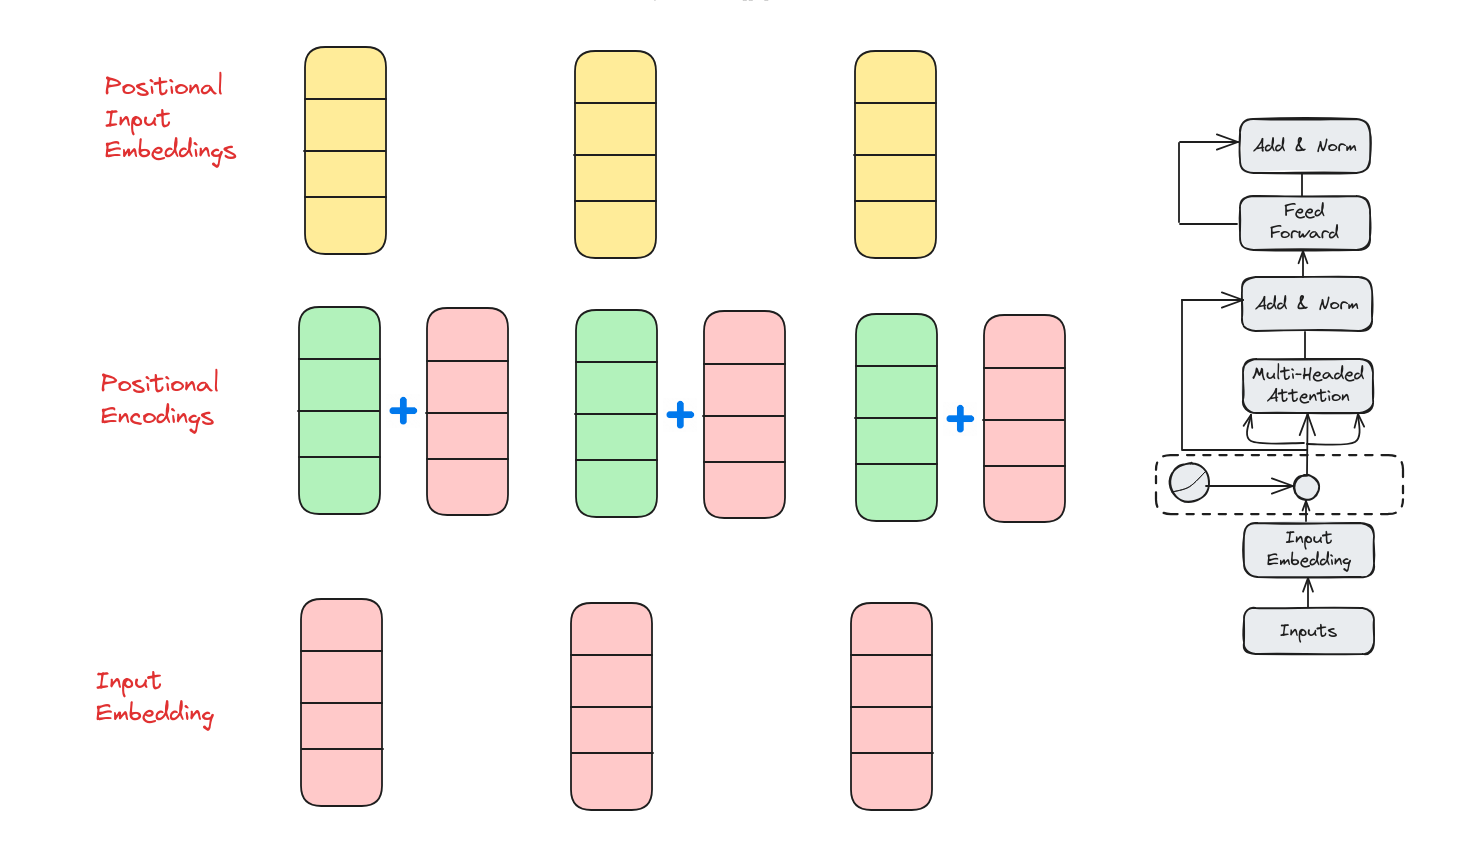 Positional
Input
Embeddings
Positional
Encodings
Input
Embedding
Add & Norm
Feed
Forward
Add & Norm
Multi-Headed
Attention
Input
Embedding
Inputs